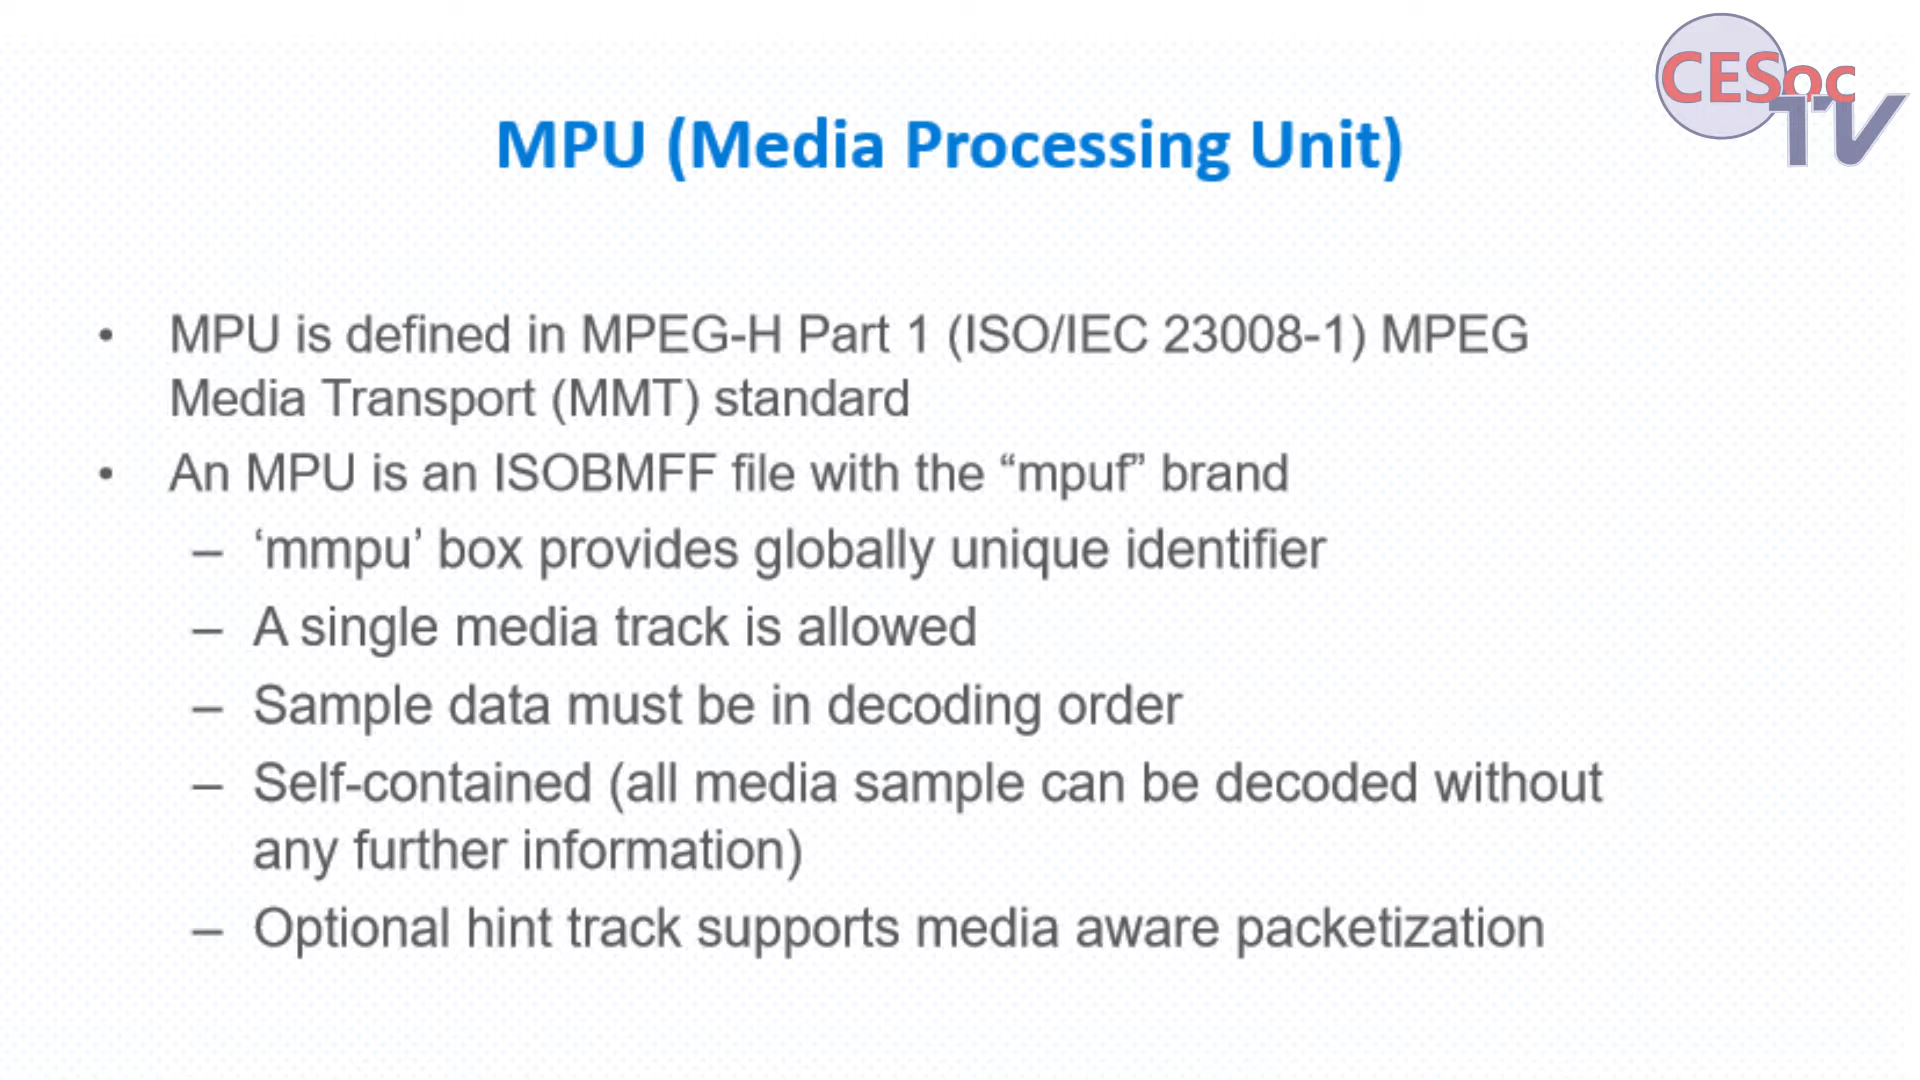 CESoc
TV
MPU (Media Processing Unit)
• MPU is defined in MPEG-H Part 1 (ISO/IEC 23008-1) MPEG
Media Transport (MMT) standard
• An MPU is an ISOBMFF file with the “mpuf” brand
– ‘mmpu’ box provides globally unique identifier
– A single media track is allowed
– Sample data must be in decoding order
– Self-contained (all media sample can be decoded without
any further information)
– Optional hint track supports media aware packetization